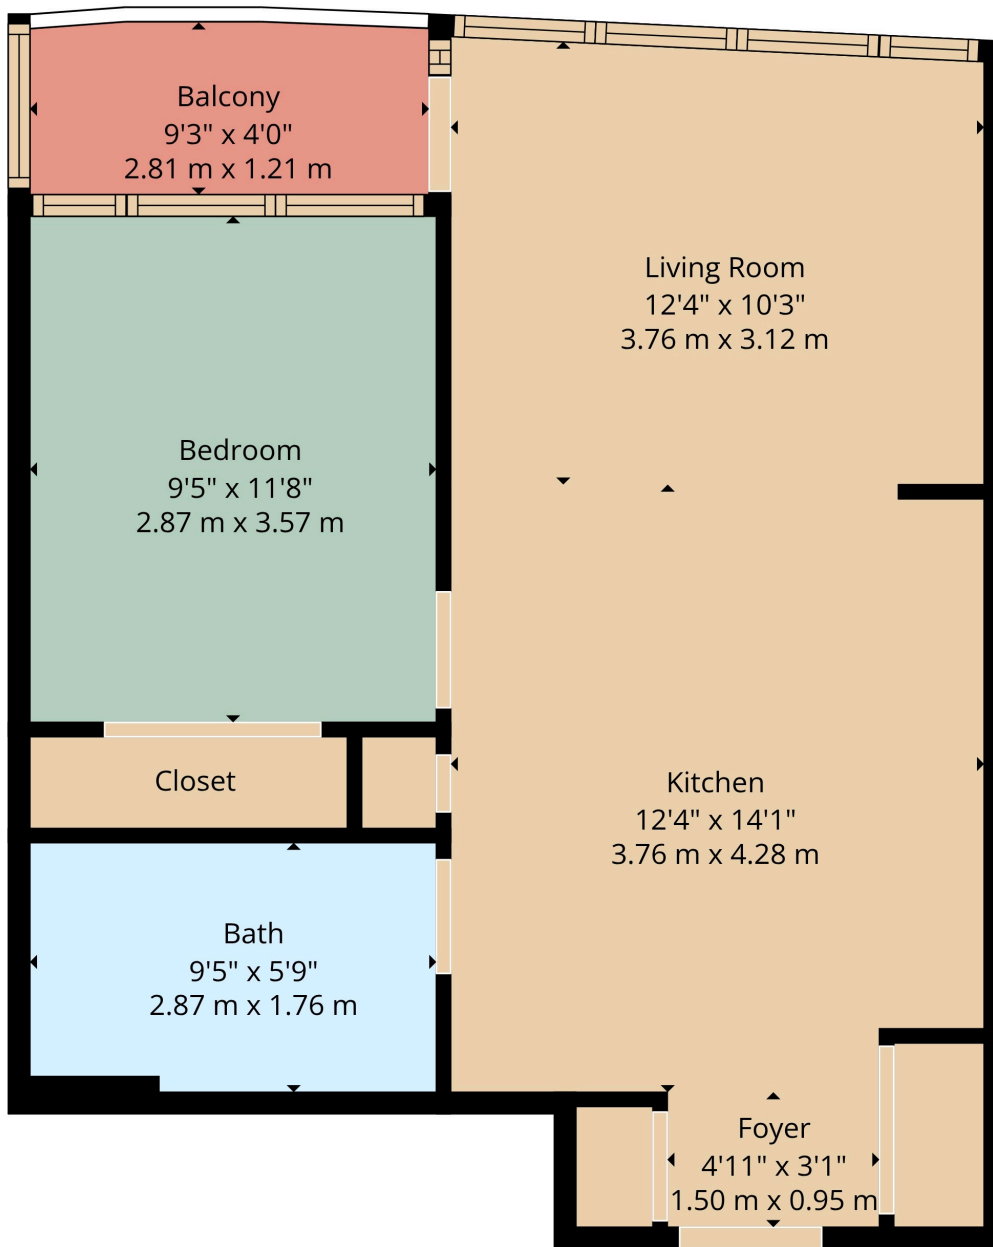 Balcony
9'3" x 4'0"
2.81 m x 1.21 m
Living Room
12'4" x 10'3"
3.76 m x 3.12 m
Bedroom
9'5" x 11'8"
2.87 m x 3.57 m
Closet
Kitchen
12'4" x 14'1"
3.76 m x 4.28 m
Bath
9'5" x 5'9"
2.87 m x 1.76 m
Foyer
4'11" x 3'1"
1.50 m x 0.95 m